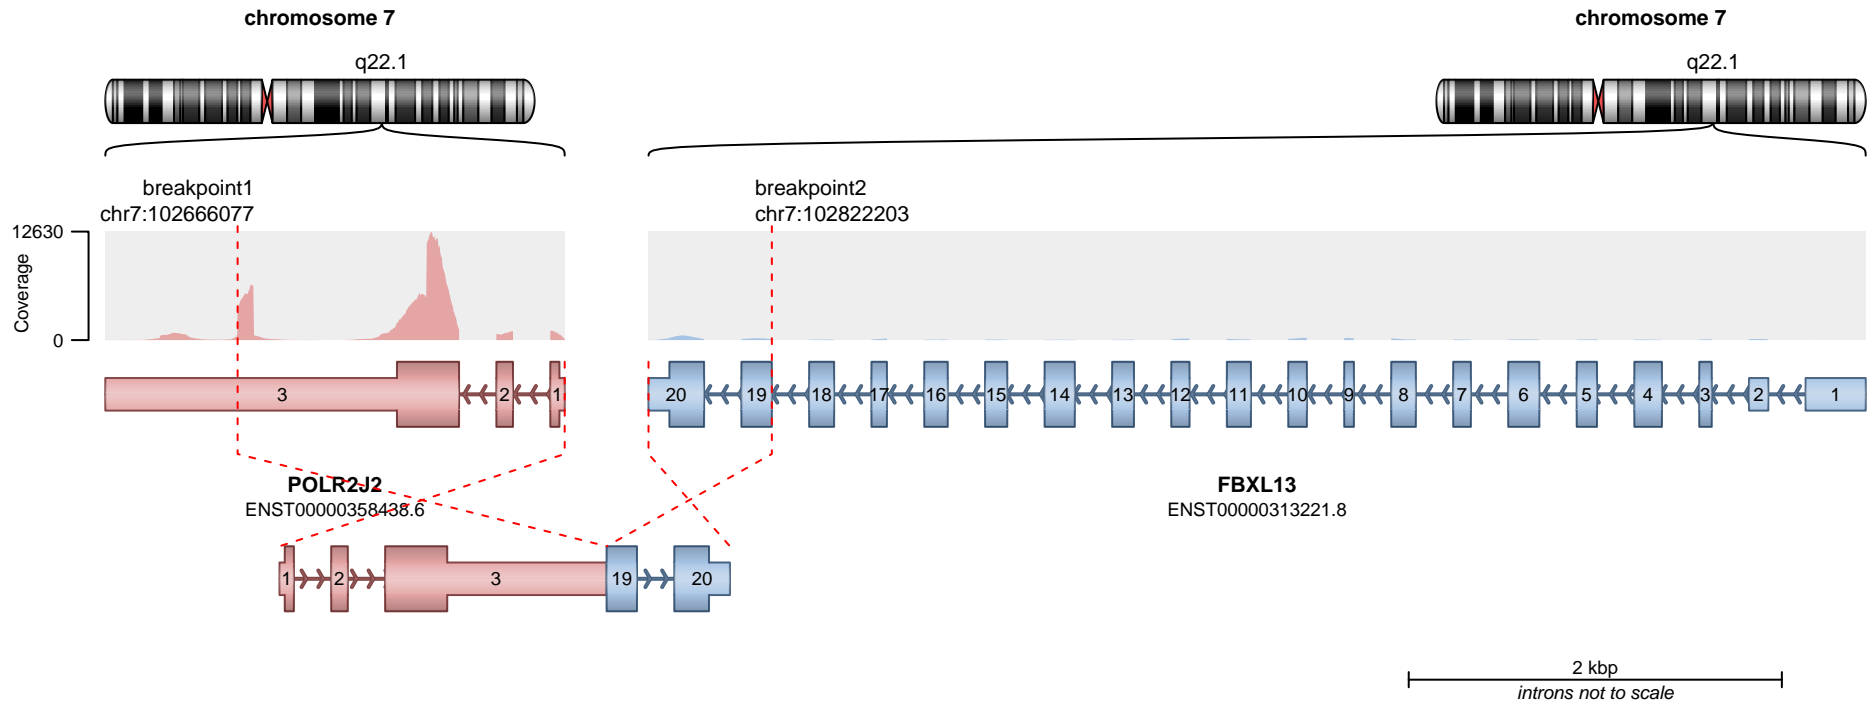 chromosome 7
chromosome 7
q22.1
q22.1
breakpoint1
chr7:102666077
breakpoint2
chr7:102822203
12630
Coverage
0
3 2 1
20 19 18 17 16 15 14 13 12 11 10 9 8 7 6 5 4 3 2 1
POLR2J2
ENST00000358438.6
FBXL13
ENST00000313221.8
1 2 3 19 20
2 kbp
introns not to scale